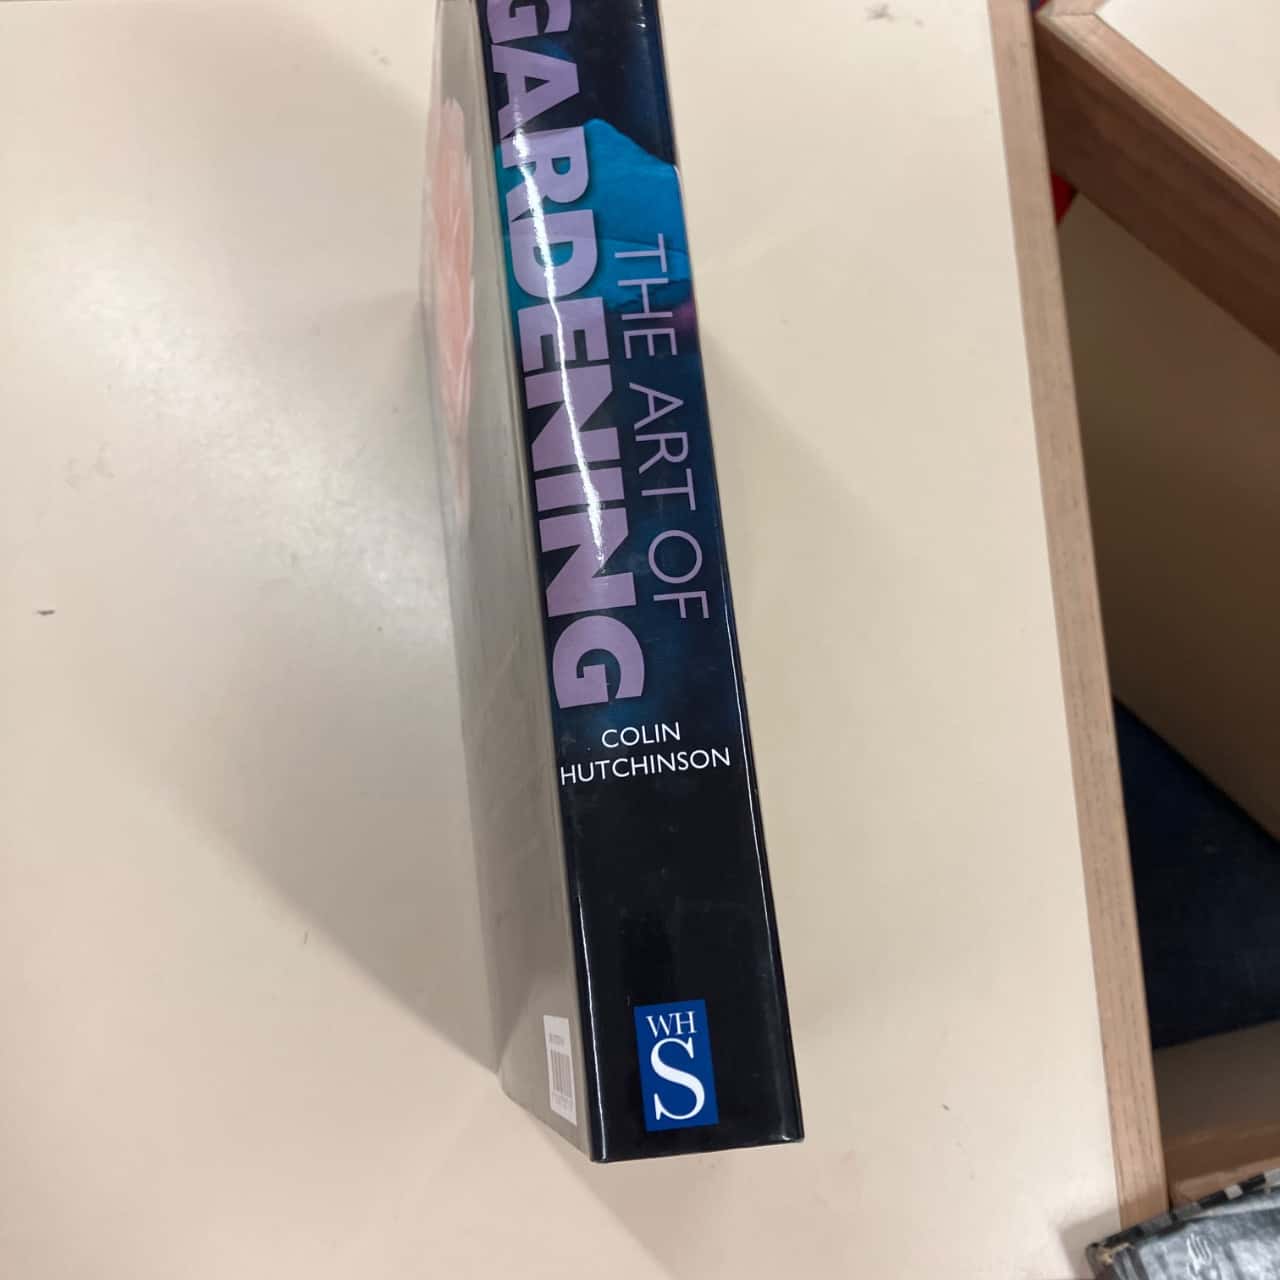 THE ART OF
GARDENING
COLIN
HUTCHINSON
WH
S